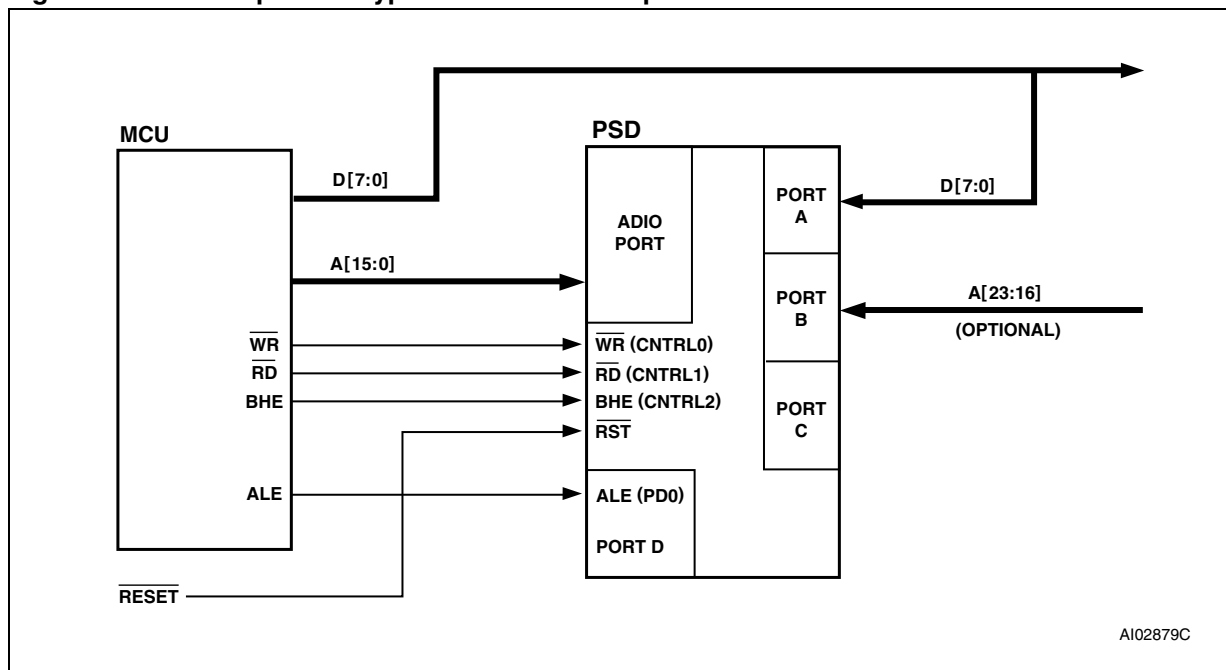 MCU
PSD
D[7:0]
D[7:0]
PORT
A
ADIO
PORT
A[15:0]
A[23:16]
PORT
B
(OPTIONAL)
WR
WR (CNTRL0)
RD
RD (CNTRL1)
BHE
BHE (CNTRL2)
PORT
C
RST
ALE
ALE (PD0)
PORT D
RESET
AI02879C